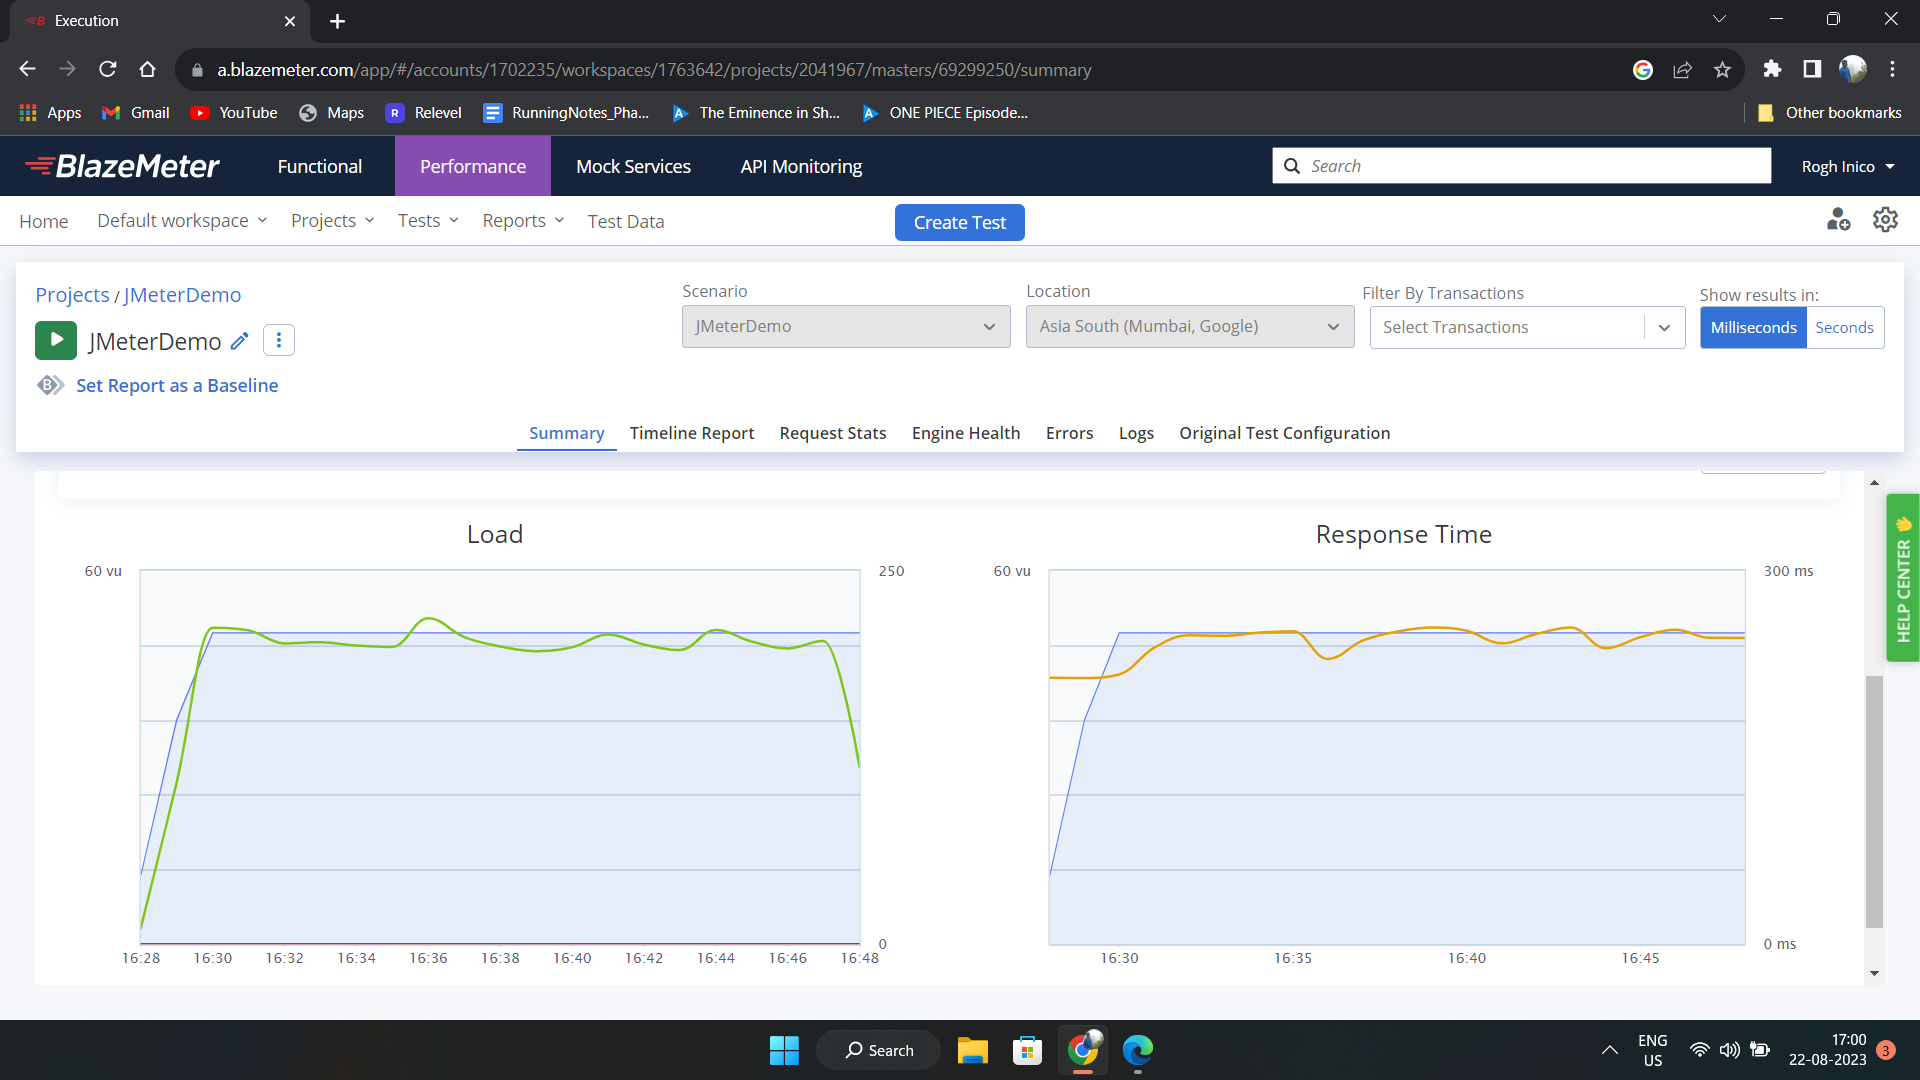 Execution
a.blazemeter.com/app/#/accounts/1702235/workspaces/1763642/projects/2041967/masters/69299250/summary
Apps Gmail YouTube Maps R Relevel RunningNotes_Pha... The Eminence in Sh... ONE PIECE Episode... Other bookmarks
BlazeMeter Functional Performance Mock Services API Monitoring Search Rogh Inico
Home Default workspace Projects Tests Reports Test Data Create Test
Projects / JMeterDemo
JMeterDemo
B Set Report as a Baseline
Scenario Location Filter By Transactions Show results in:
JMeterDemo Asia South (Mumbai, Google) Select Transactions Milliseconds Seconds
Summary Timeline Report Request Stats Engine Health Errors Logs Original Test Configuration
Load
60 vu 250
0
16:28 16:30 16:32 16:34 16:36 16:38 16:40 16:42 16:44 16:46 16:48
Response Time
60 vu 300 ms
0 ms
16:30 16:35 16:40 16:45
HELP CENTER
Search
ENG
US
17:00
22-08-2023
3